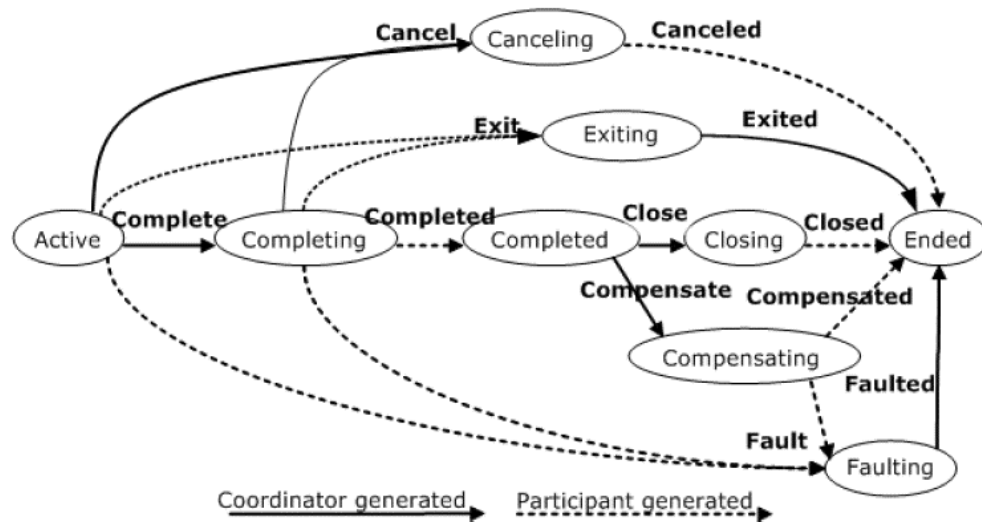 Cancel
Canceling
Canceled
Exit
Exiting
Exited
Active
Complete
Completing
Completed
Completed
Close
Closing
Closed
Ended
Compensate
Compensating
Compensated
Fault
Faulting
Faulted
Coordinator generated
Participant generated